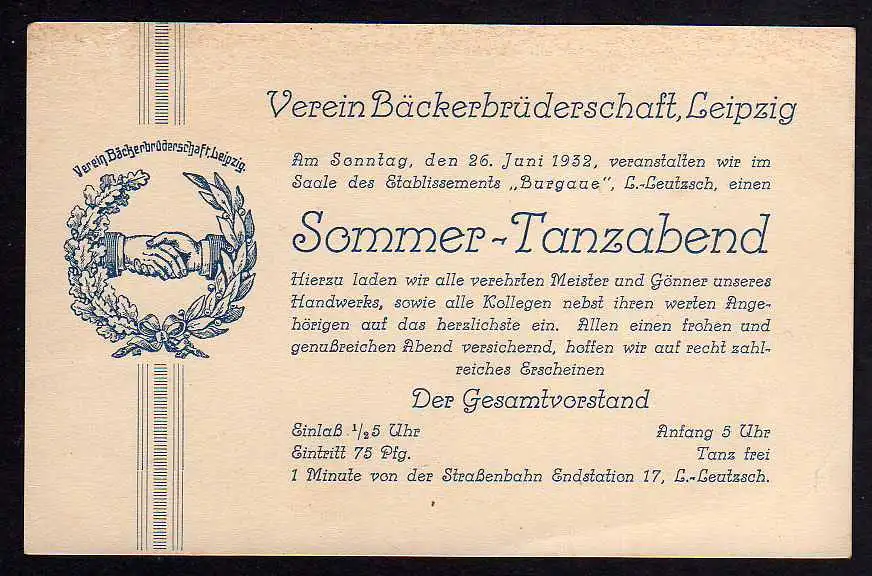 Verein Bäckerbrüderschaft, Leipzig
Verein Bäckerbrüderschaft, Leipzig.
Am Sonntag, den 26. Juni 1932, veranstalten wir im
Saale des Etablissements „Burgaue", L.-Leutzsch, einen
Sommer-Tanzabend
Hierzu laden wir alle verehrten Meister und Gönner unseres
Handwerks, sowie alle Kollegen nebst ihren werten Ange-
hörigen auf das herzlichste ein. Allen einen frohen und
genußreichen Abend versichernd, hoffen wir auf recht zahl-
reiches Erscheinen
Der Gesamtvorstand
Einlaß ½5 Uhr Anfang 5 Uhr
Eintritt 75 Pfg. Tanz frei
1 Minute von der Straßenbahn Endstation 17, L.-Leutzsch.